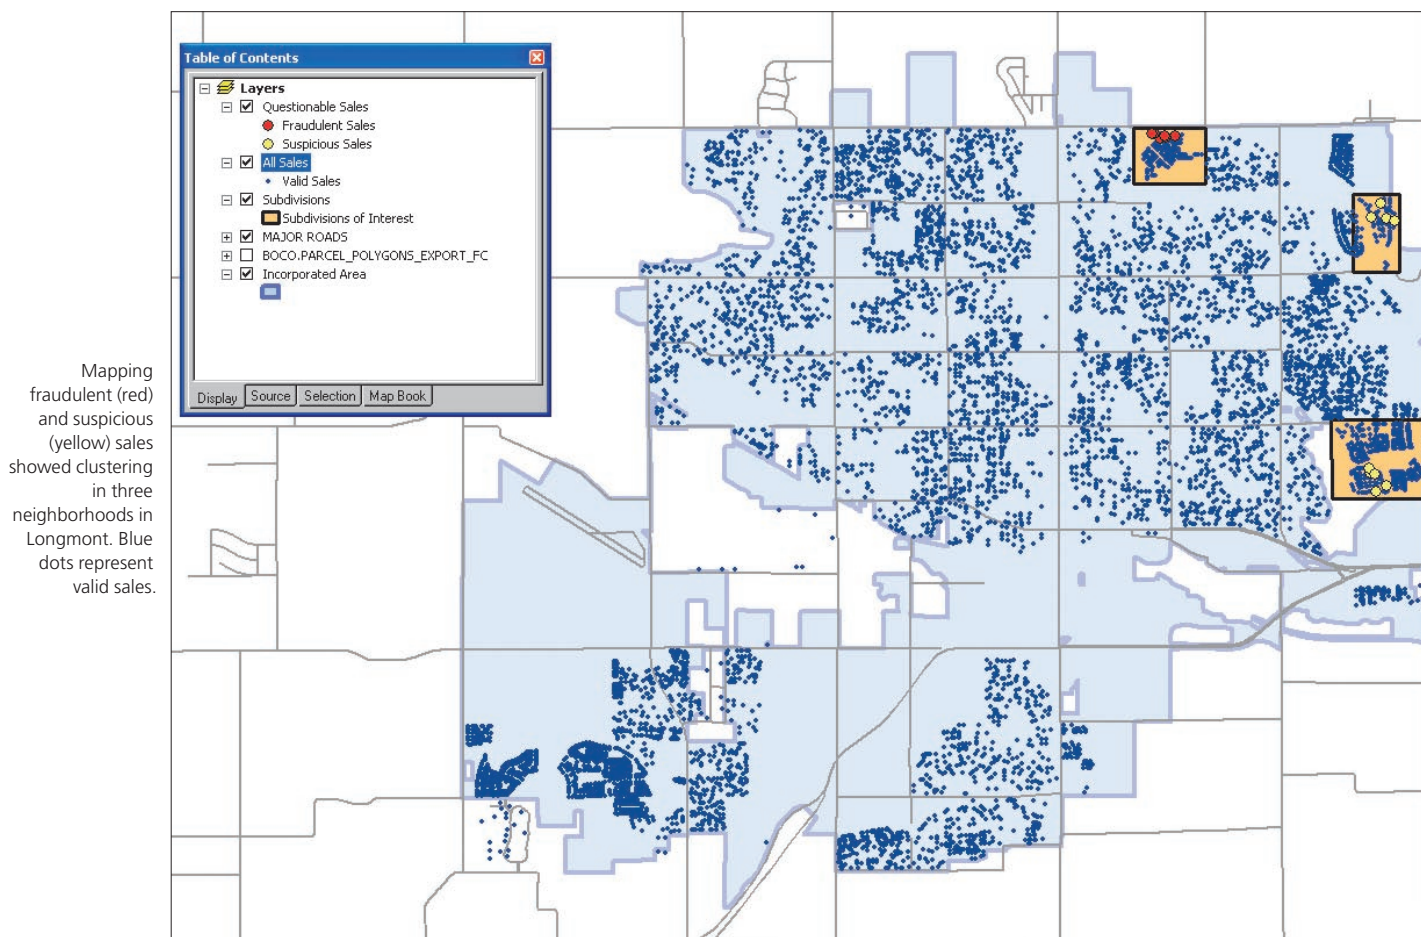 Table of Contents
Layers
Questionable Sales
Fraudulent Sales
Suspicious Sales
All Sales
Valid Sales
Subdivisions
Subdivisions of Interest
MAJOR ROADS
BOCO.PARCEL_POLYGONS_EXPORT_FC
Incorporated Area
Display Source Selection Map Book
Mapping
fraudulent (red)
and suspicious
(yellow) sales
showed clustering
in three
neighborhoods in
Longmont. Blue
dots represent
valid sales.